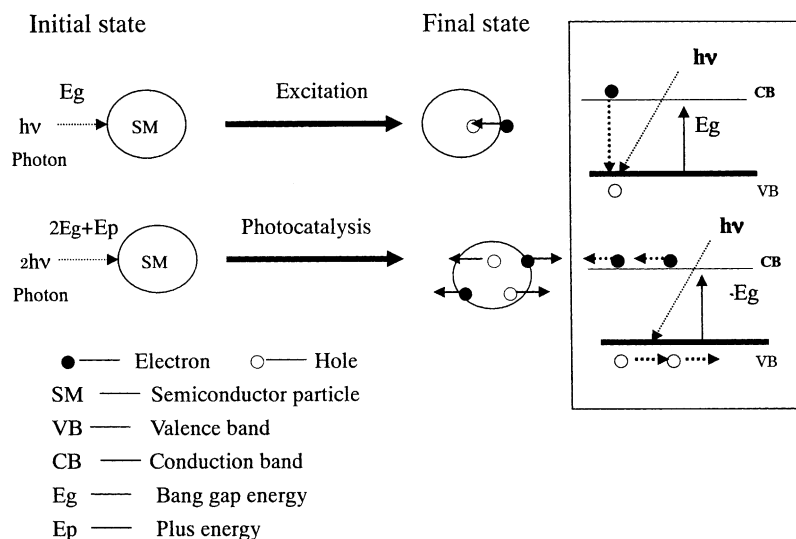 Initial state
Final state
Eg
hν
Photon
SM
Excitation
hν
CB
Eg
VB
2Eg+Ep
2hν
Photon
SM
Photocatalysis
hν
CB
Eg
VB
Electron
Hole
SM Semiconductor particle
VB Valence band
CB Conduction band
Eg Bang gap energy
Ep Plus energy